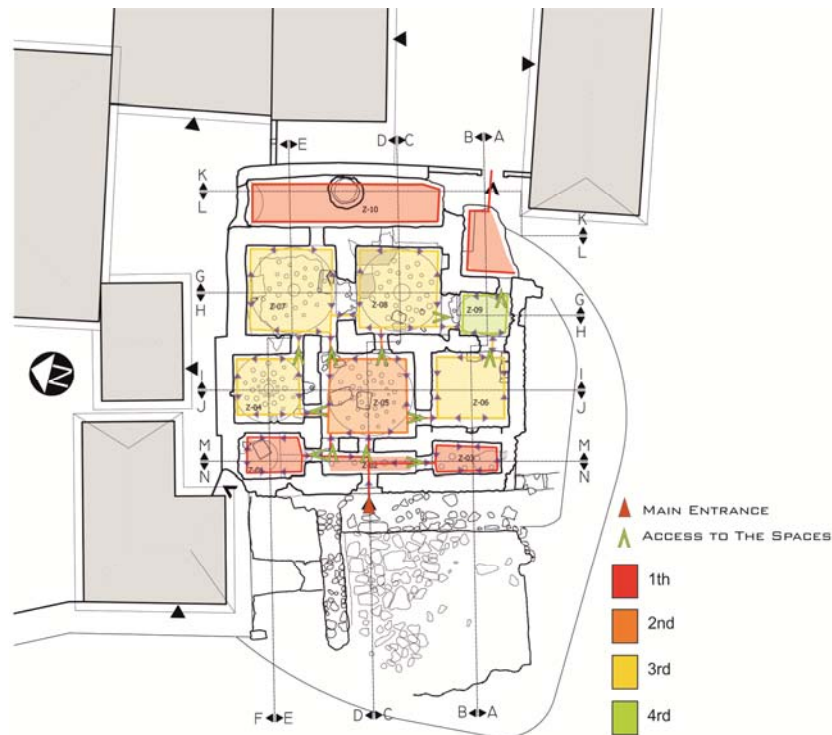 F E
D C
B A
K
L
K
L
Z-10
G
H
G
H
Z-07
Z-08
Z-09
N
I
J
I
J
Z-04
Z-05
Z-06
M
N
M
N
Z-02
Z-03
MAIN ENTRANCE
ACCESS TO THE SPACES
1th
2nd
3rd
4rd
F E
D C
B A